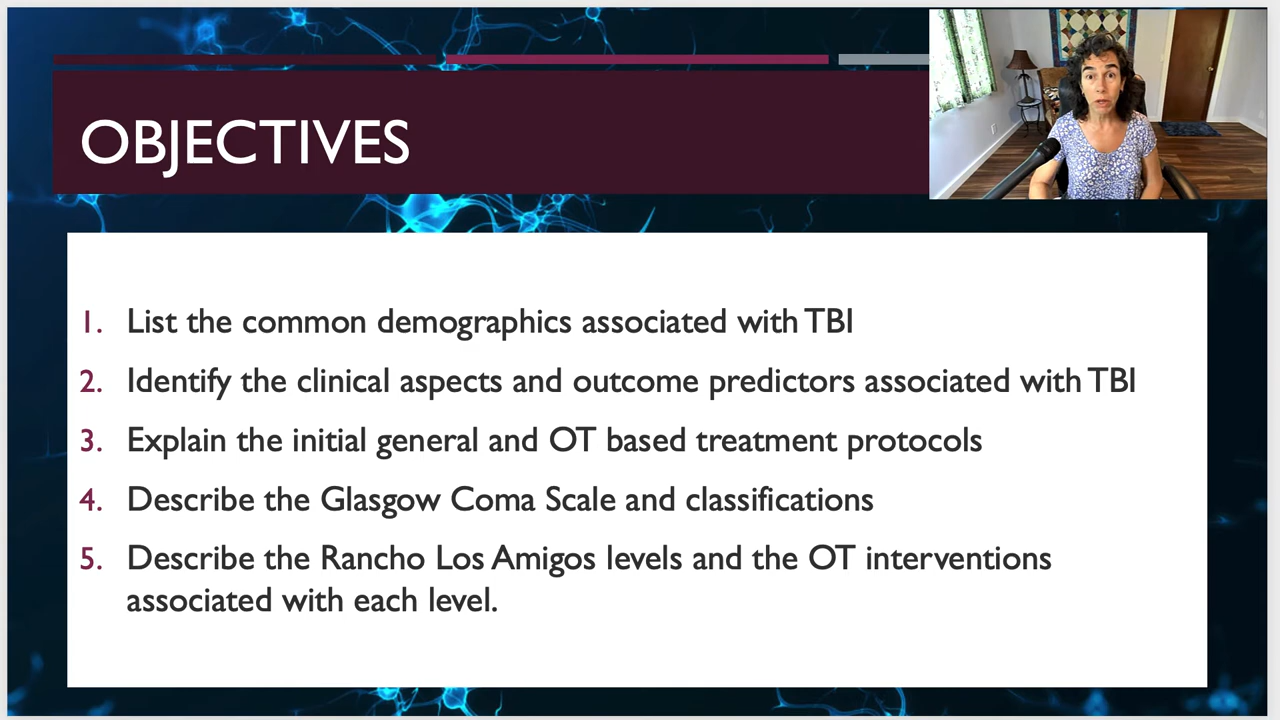 OBJECTIVES
1. List the common demographics associated with TBI
2. Identify the clinical aspects and outcome predictors associated with TBI
3. Explain the initial general and OT based treatment protocols
4. Describe the Glasgow Coma Scale and classifications
5. Describe the Rancho Los Amigos levels and the OT interventions
associated with each level.